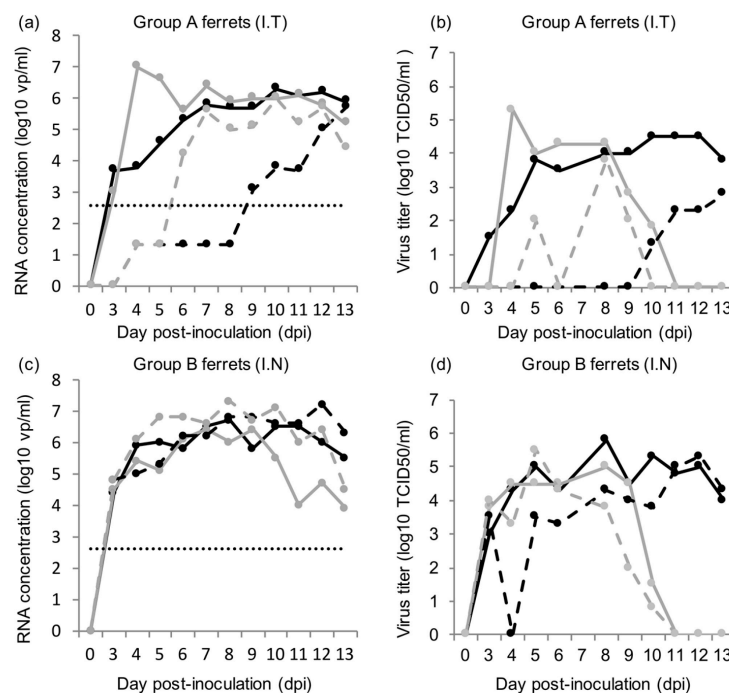 (a)
Group A ferrets (I.T)
RNA concentration (log10 vp/ml)
8
7
6
5
4
3
2
1
0
0 3 4 5 6 7 8 9 10 11 12 13
Day post-inoculation (dpi)
(b)
Group A ferrets (I.T)
Virus titer (log10 TCID50/ml )
7
6
5
4
3
2
1
0
0 3 4 5 6 7 8 9 10 11 12 13
Day post-inoculation (dpi)
(c)
Group B ferrets (I.N)
RNA concentration (log10 vp/ml)
8
7
6
5
4
3
2
1
0
0 3 4 5 6 7 8 9 10 11 12 13
Day post-inoculation (dpi)
(d)
Group B ferrets (I.N)
Virus titer (log10 TCID50/ml)
7
6
5
4
3
2
1
0
0 3 4 5 6 7 8 9 10 11 12 13
Day post-inoculation (dpi)